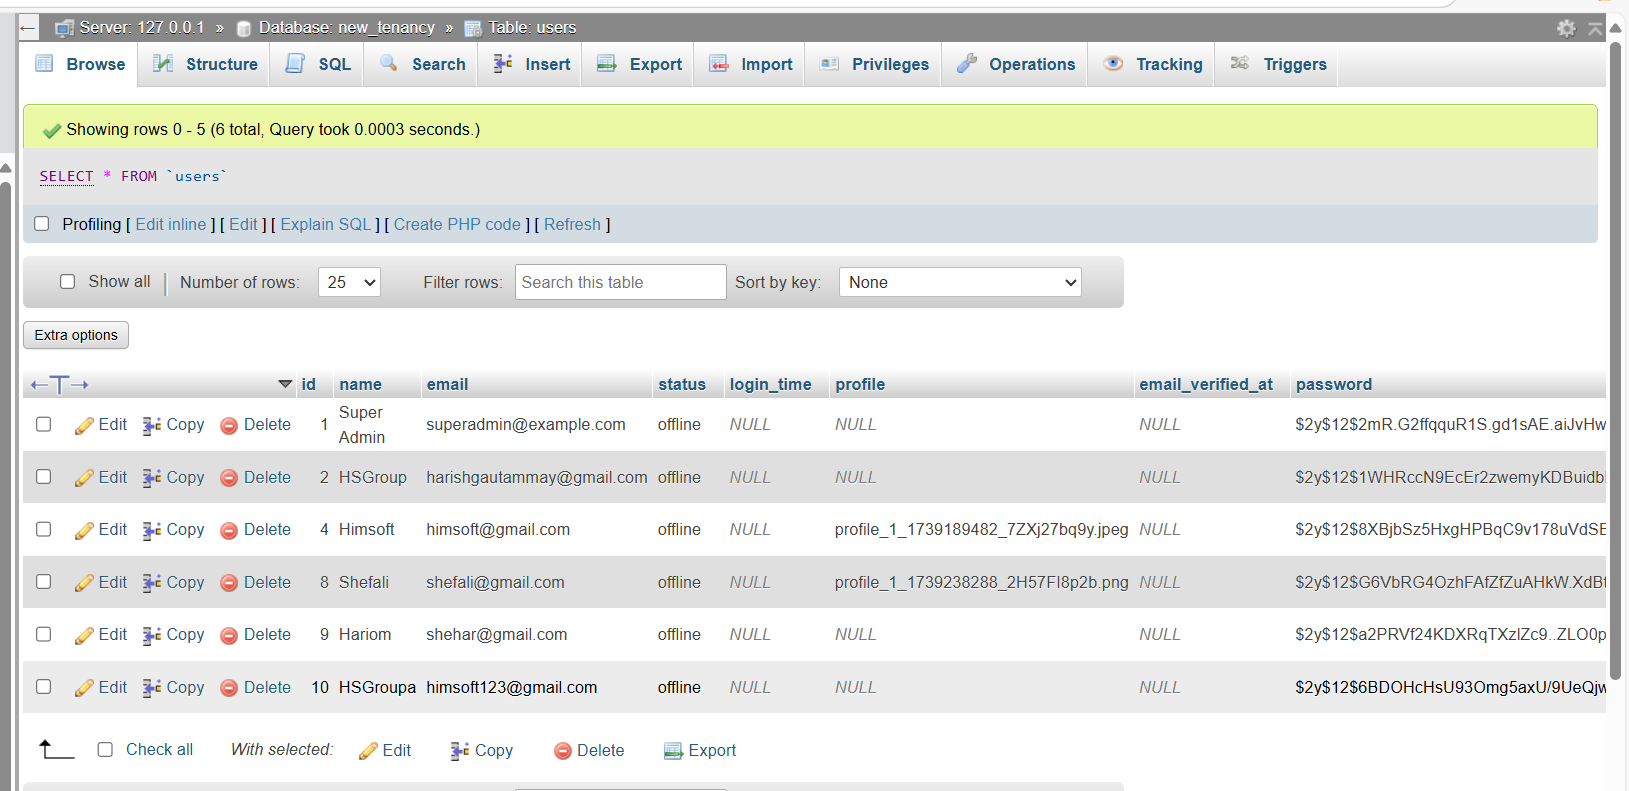 Server: 127.0.0.1 » Database: new_tenancy » Table: users
Browse Structure SQL Search Insert Export Import Privileges Operations Tracking Triggers
Showing rows 0 - 5 (6 total, Query took 0.0003 seconds.)
SELECT * FROM `users`
Profiling [ Edit inline ] [ Edit ] [ Explain SQL ] [ Create PHP code ] [ Refresh ]
Show all Number of rows: 25 Filter rows: Search this table Sort by key: None
Extra options
id name email status login_time profile email_verified_at password
Edit Copy Delete 1 Super Admin superadmin@example.com offline NULL NULL NULL $2y$12$2mR.G2ffqquR1S.gd1sAE.aiJvHw
Edit Copy Delete 2 HSGroup harishgautammay@gmail.com offline NULL NULL NULL $2y$12$1WHRccN9EcEr2zwemyKDBuidb
Edit Copy Delete 4 Himsoft himsoft@gmail.com offline NULL profile_1_1739189482_7ZXj27bq9y.jpeg NULL $2y$12$8XBjbSz5HxgHPBqC9v178uVdSE
Edit Copy Delete 8 Shefali shefali@gmail.com offline NULL profile_1_1739238288_2H57FI8p2b.png NULL $2y$12$G6VbRG4OzhFAfZfZuAHkW.XdBt
Edit Copy Delete 9 Hariom shehar@gmail.com offline NULL NULL NULL $2y$12$a2PRVf24KDXRqTXzlZc9..ZLO0p
Edit Copy Delete 10 HSGroupa himsoft123@gmail.com offline NULL NULL NULL $2y$12$6BDOHcHsU93Omg5axU/9UeQjw
Check all With selected: Edit Copy Delete Export